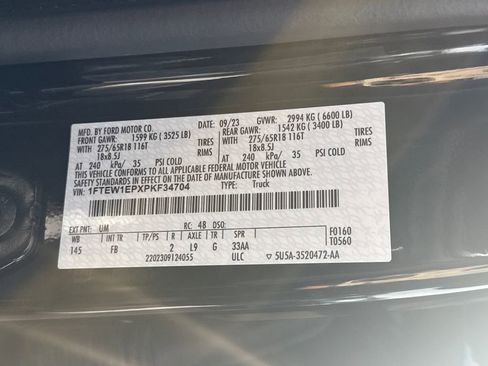 MFD. BY FORD MOTOR CO.
09/23 GVWR: 2994 KG (6600 LB)
FRONT GAWR: 1599 KG (3525 LB) REAR GAWR: 1542 KG (3400 LB)
275/65R18 116T TIRES WITH 275/65R18 116T TIRES WITH
18x8.5J RIMS 18x8.5J RIMS
AT 240 kPa/ 35 PSI COLD AT 240 kPa/ 35 PSI COLD
THIS VEHICLE CONFORMS TO ALL APPLICABLE FEDERAL MOTOR VEHICLE
SAFETY STANDARDS IN EFFECT ON THE DATE OF MANUFACTURE SHOWN ABOVE.
VIN: 1FTEW1EPXPKF34704 TYPE: Truck
EXT PNT: UM RC: 48 DSO:
WB INT TR TP/PS R AXLE TR SPR
145 FB 2 L9 G 33AA
2202309124055 ULC
F0160
T0560
5U5A-3520472-AA